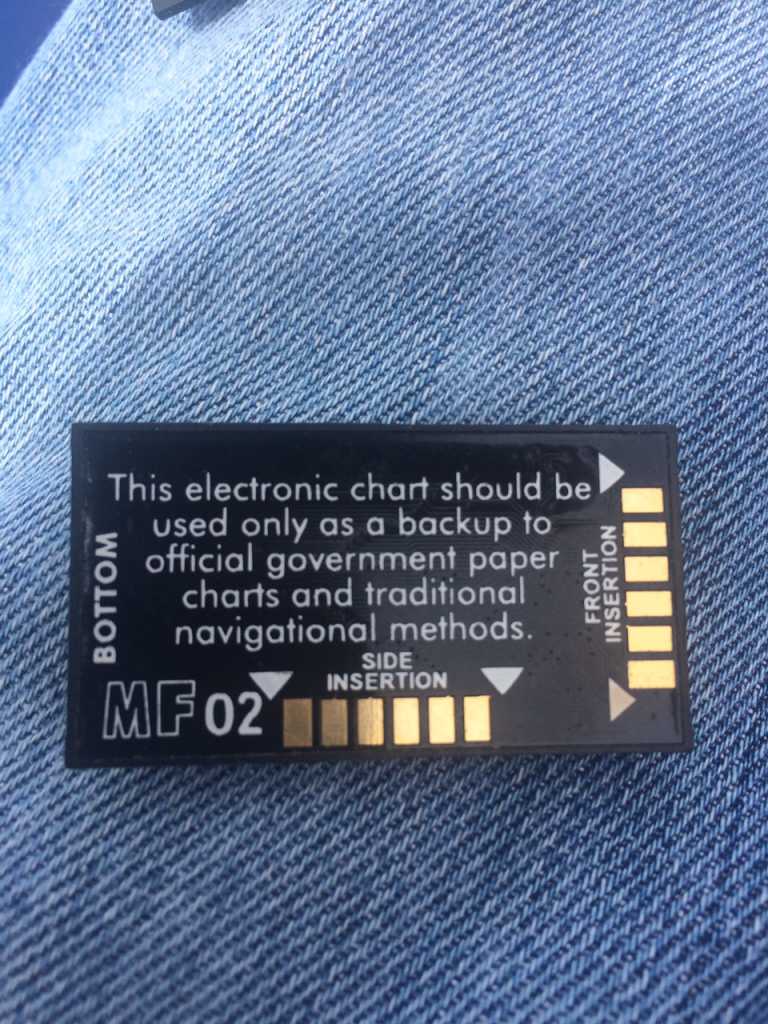 This electronic chart should be
used only as a backup to
official government paper
charts and traditional
navigational methods.
BOTTOM
MF 02
SIDE
INSERTION
FRONT
INSERTION